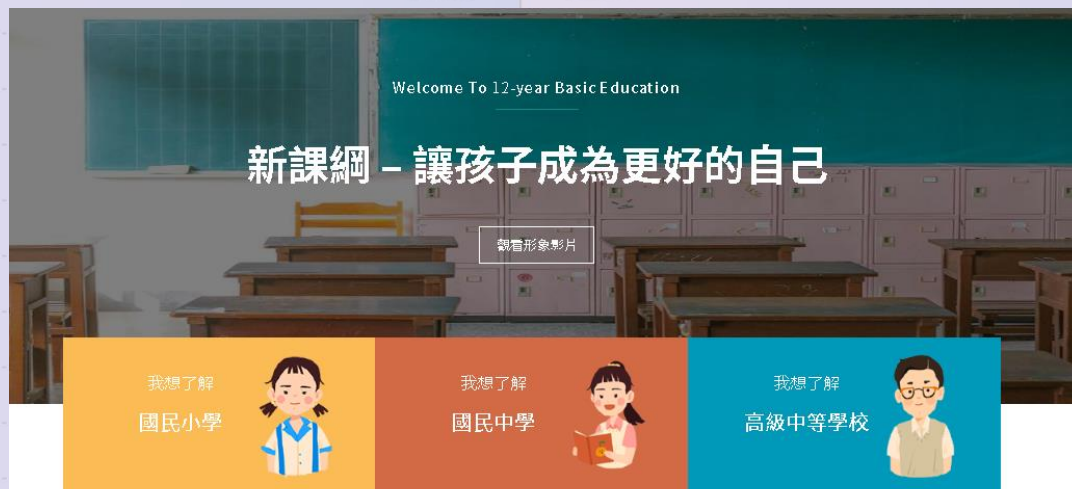 Welcome To 12-year Basic Education
新課綱 – 讓孩子成為更好的自己
觀看形象影片
我想了解
國民小學
我想了解
國民中學
我想了解
高級中等學校